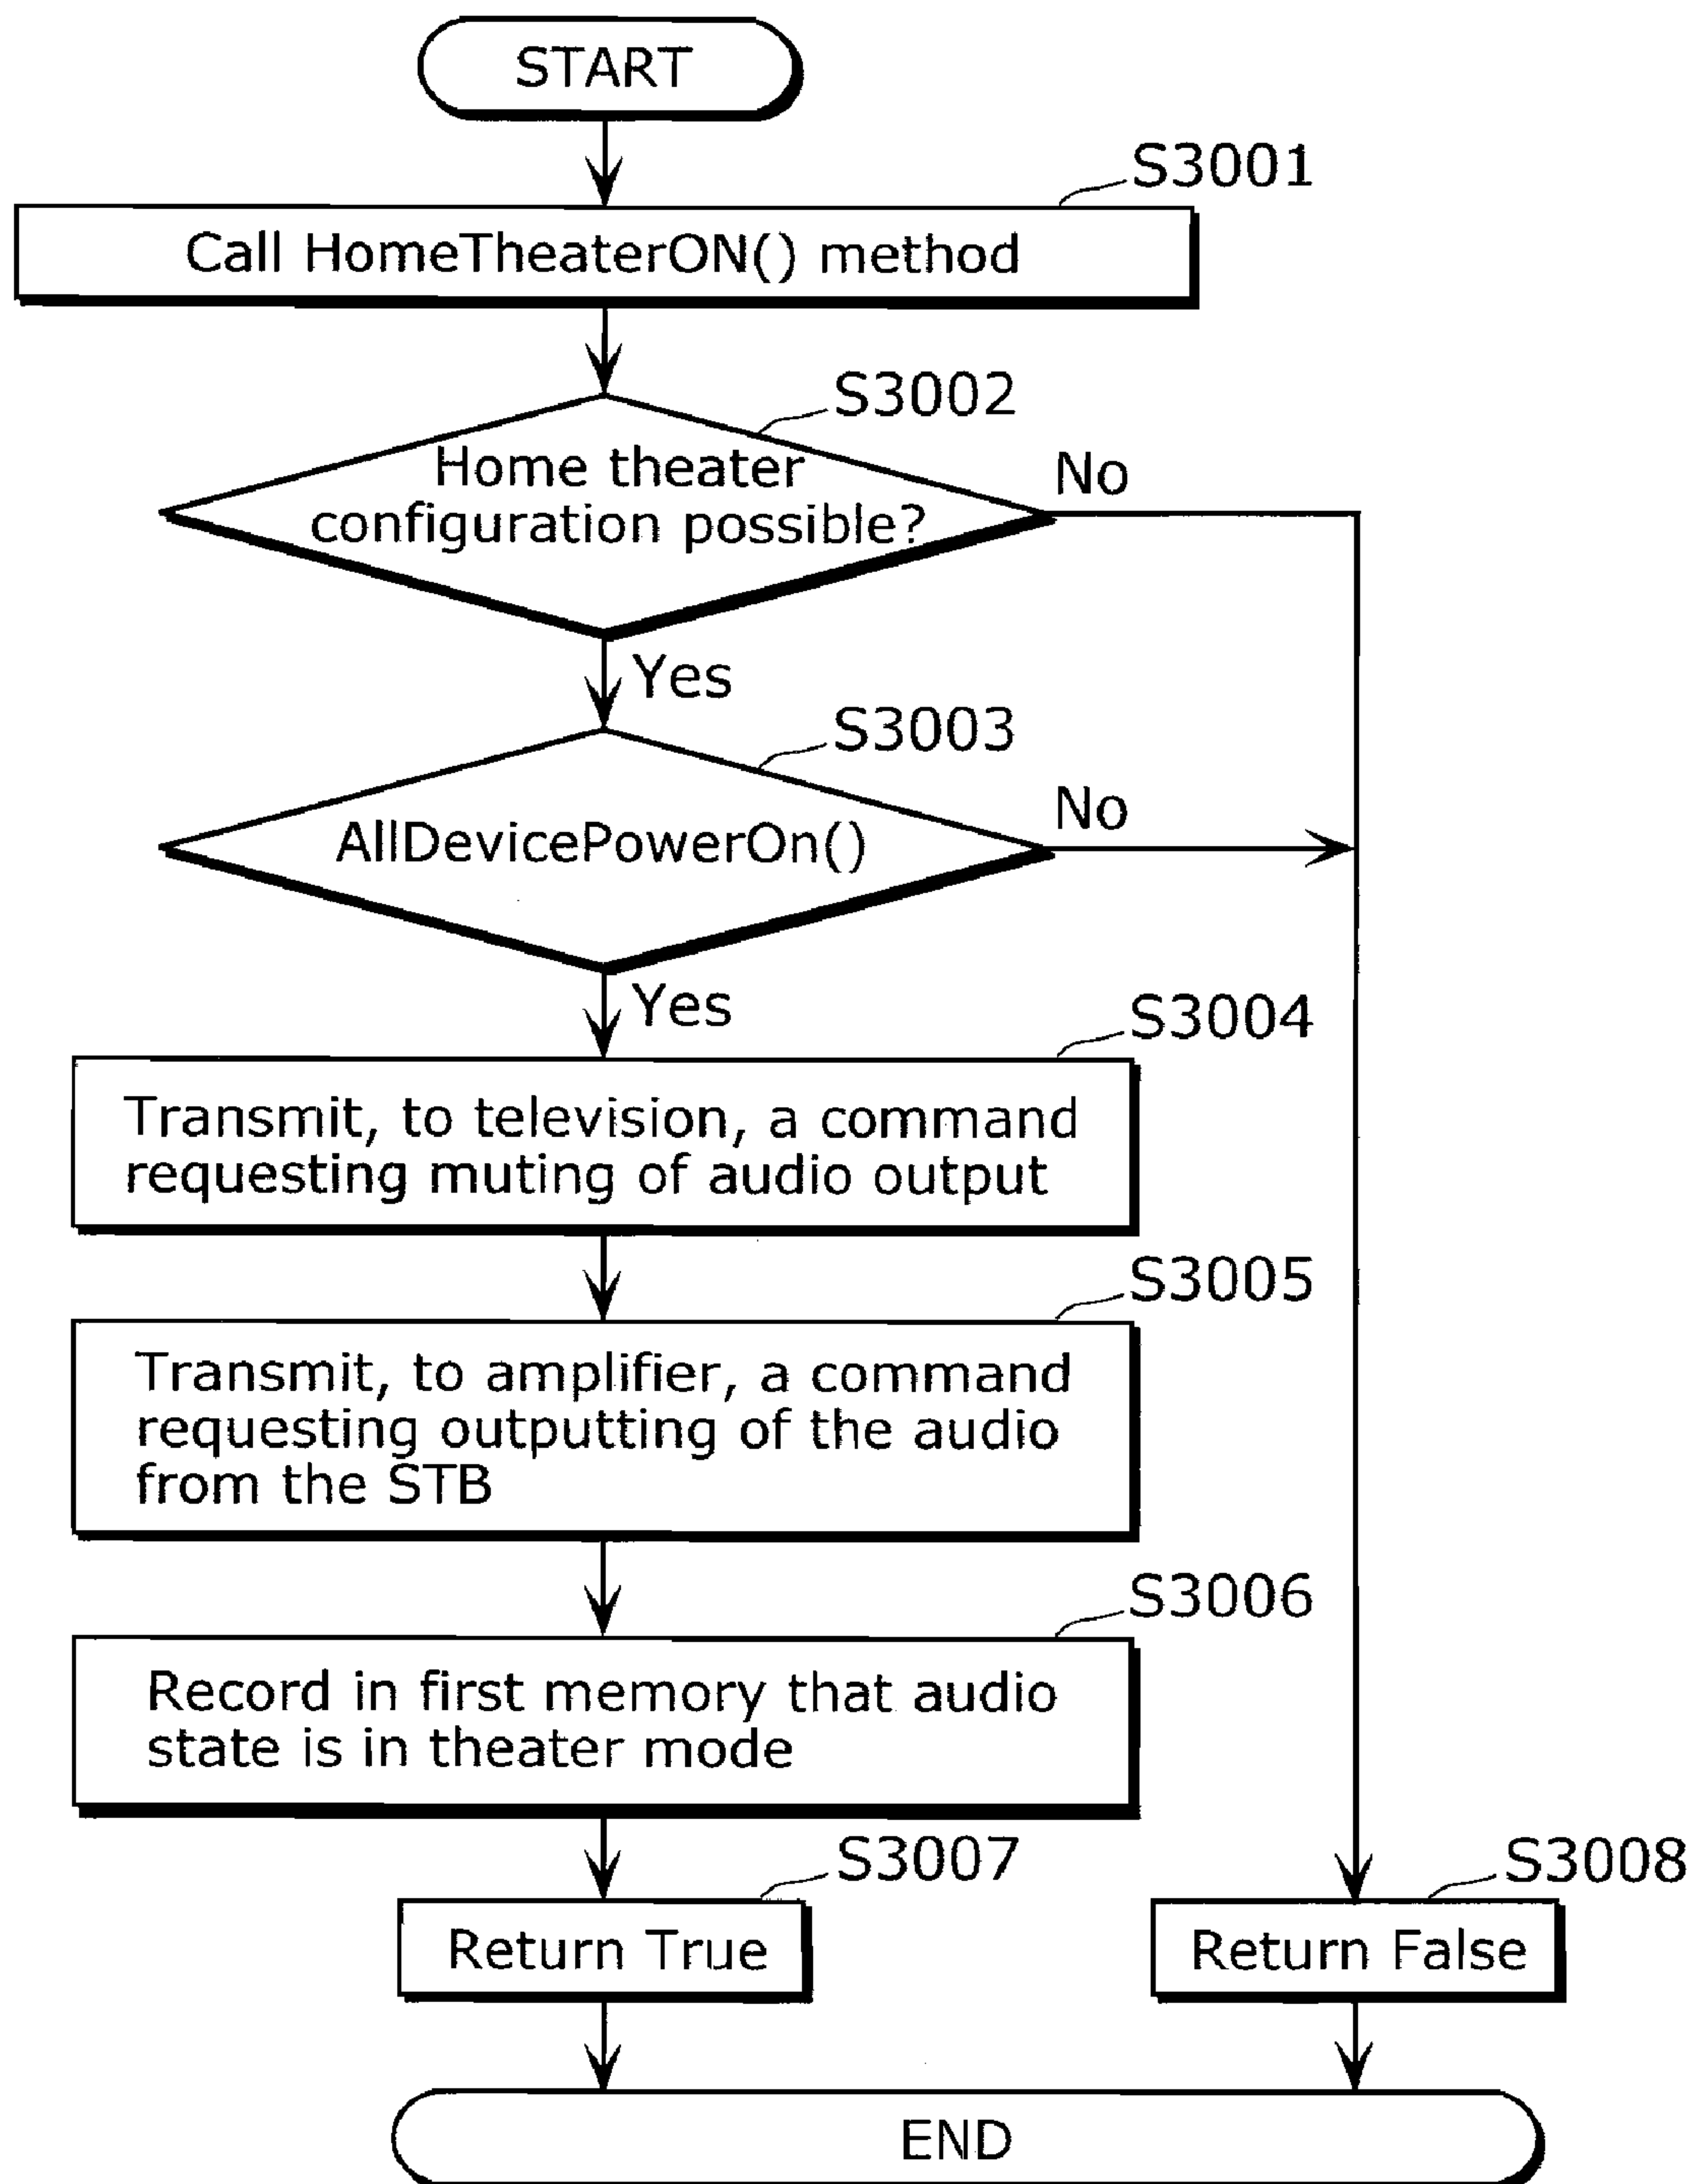 START
S3001
Call HomeTheaterON() method
S3002
Home theater
configuration possible?
No
Yes
S3003
AllDevicePowerOn()
No
Yes
S3004
Transmit, to television, a command
requesting muting of audio output
S3005
Transmit, to amplifier, a command
requesting outputting of the audio
from the STB
S3006
Record in first memory that audio
state is in theater mode
S3007
Return True
S3008
Return False
END